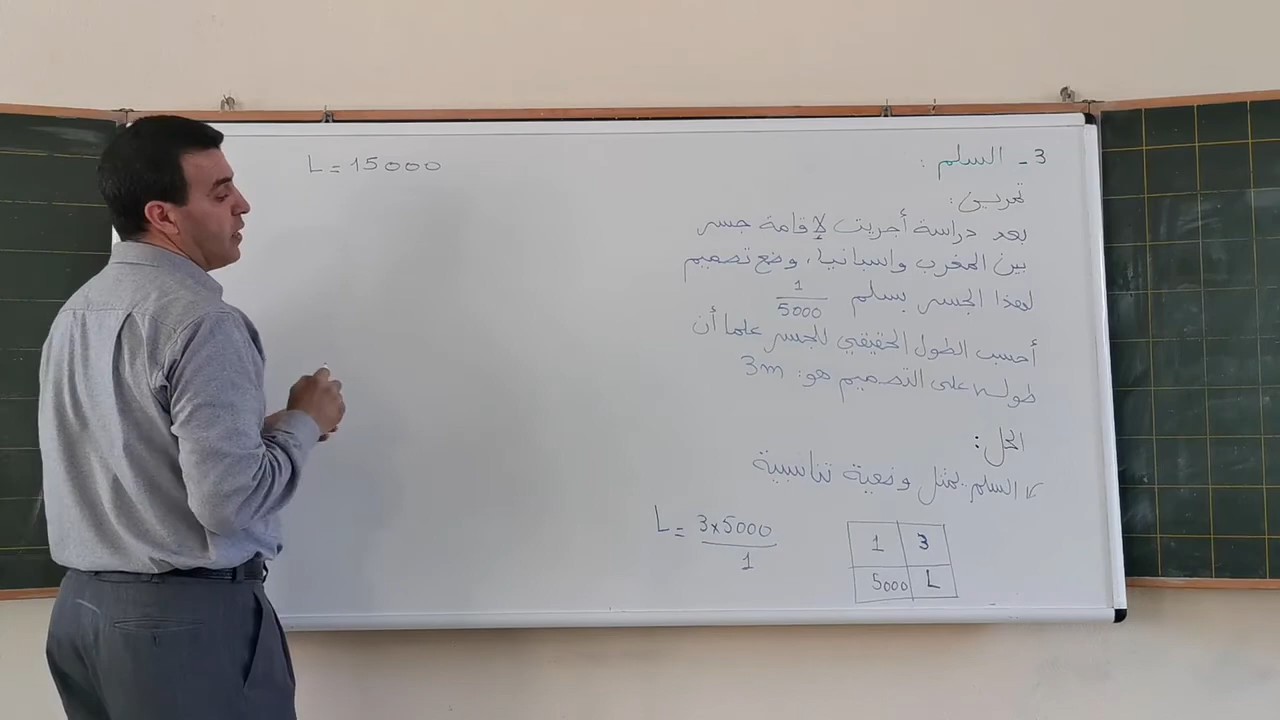 3 - السلم :
تمرين :
بعد دراسة أجريت لإقامة جسر
بين المغرب واسبانيا، وضع تصميم
لهذا الجسر بسلم 1/5000
أحسب الطول الحقيقي للجسر علما أن
طوله على التصميم هو: 3m
الحل :
السلم يمثل وضعية تناسبية
1 3
5000 L
L = 3x5000/1
L = 15000